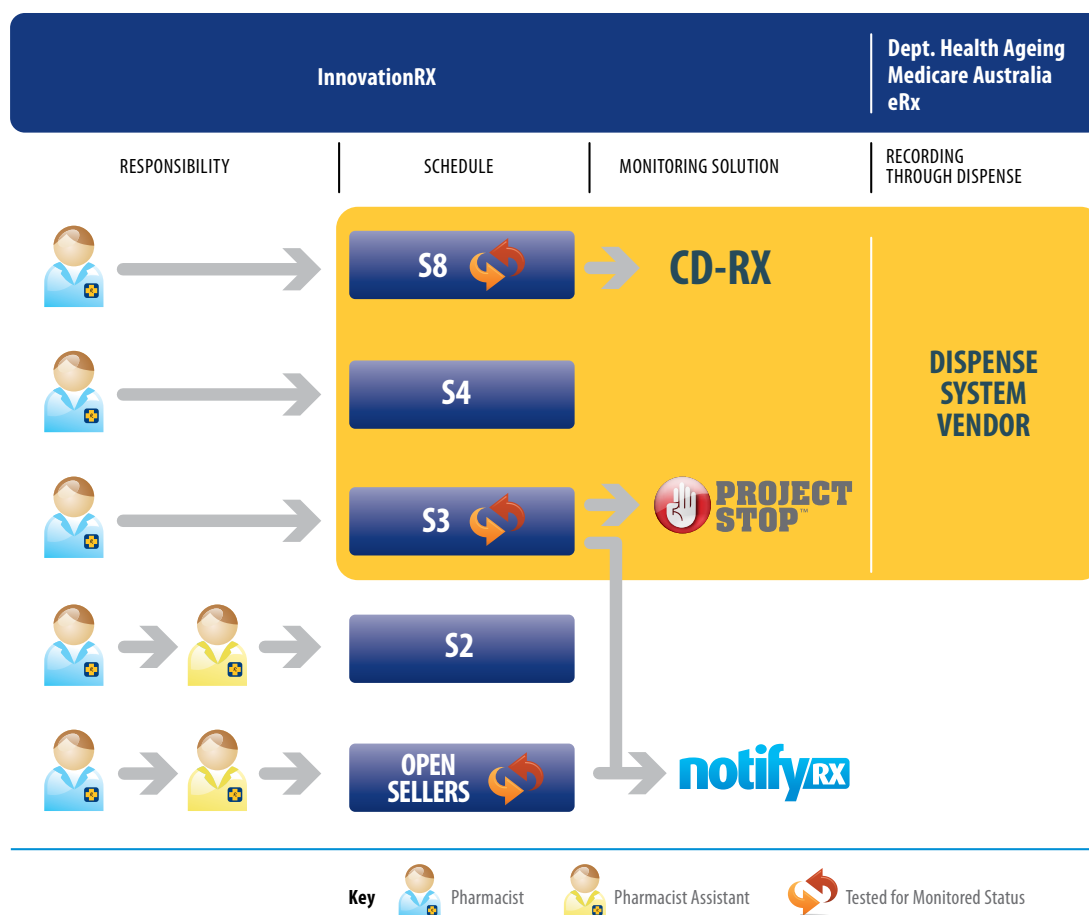 InnovationRX
Dept. Health Ageing
Medicare Australia
eRx
RESPONSIBILITY
SCHEDULE
MONITORING SOLUTION
RECORDING
THROUGH DISPENSE
S8
CD-RX
S4
DISPENSE
SYSTEM
VENDOR
S3
PROJECT
STOP™
S2
OPEN
SELLERS
notifyRX
Key
Pharmacist
Pharmacist Assistant
Tested for Monitored Status